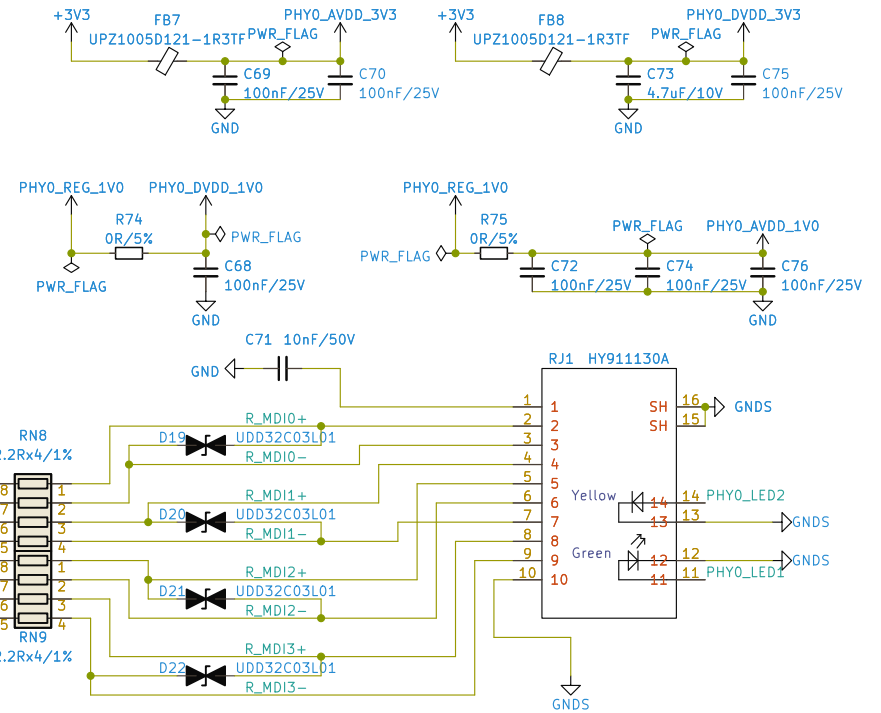 +3V3 FB7 PHY0_AVDD_3V3 +3V3 FB8 PHY0_DVDD_3V3
UPZ1005D121-1R3TF PWR_FLAG UPZ1005D121-1R3TF PWR_FLAG
C69 C70 C73 C75
100nF/25V 100nF/25V 4.7uF/10V 100nF/25V
GND GND
PHY0_REG_1V0 PHY0_DVDD_1V0 PHY0_REG_1V0
R74 R75 PWR_FLAG PHY0_AVDD_1V0
0R/5% PWR_FLAG PWR_FLAG 0R/5%
C68 C72 C74 C76
PWR_FLAG 100nF/25V 100nF/25V 100nF/25V 100nF/25V
GND GND
C71 10nF/50V
GND RJ1 HY911130A
1 1 SH 16 GNDS
R_MDI0+ 2 2 SH 15
RN8 D19 UDD32C03L01 3 3
.2Rx4/1% R_MDI0- 4 4
8 1 R_MDI1+ 5 5 Yellow 14 14 PHY0_LED2
7 2 D20 UDD32C03L01 6 6 13 13 GNDS
6 3 R_MDI1- 7 7
5 4 8 8 Green 12 12 GNDS
8 1 R_MDI2+ 9 9 11 11 PHY0_LED1
7 2 D21 UDD32C03L01 10 10
6 3 R_MDI2-
5 4
RN9 R_MDI3+
.2Rx4/1% D22 UDD32C03L01
R_MDI3-
GNDS